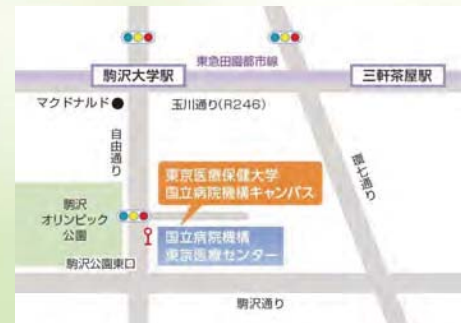 東急田園都市線
駒沢大学駅
三軒茶屋駅
マクドナルド
玉川通り(R246)
自由通り
環七通り
東京医療保健大学
国立病院機構キャンパス
駒沢
オリンピック
公園
国立病院機構
東京医療センター
駒沢公園東口
駒沢通り